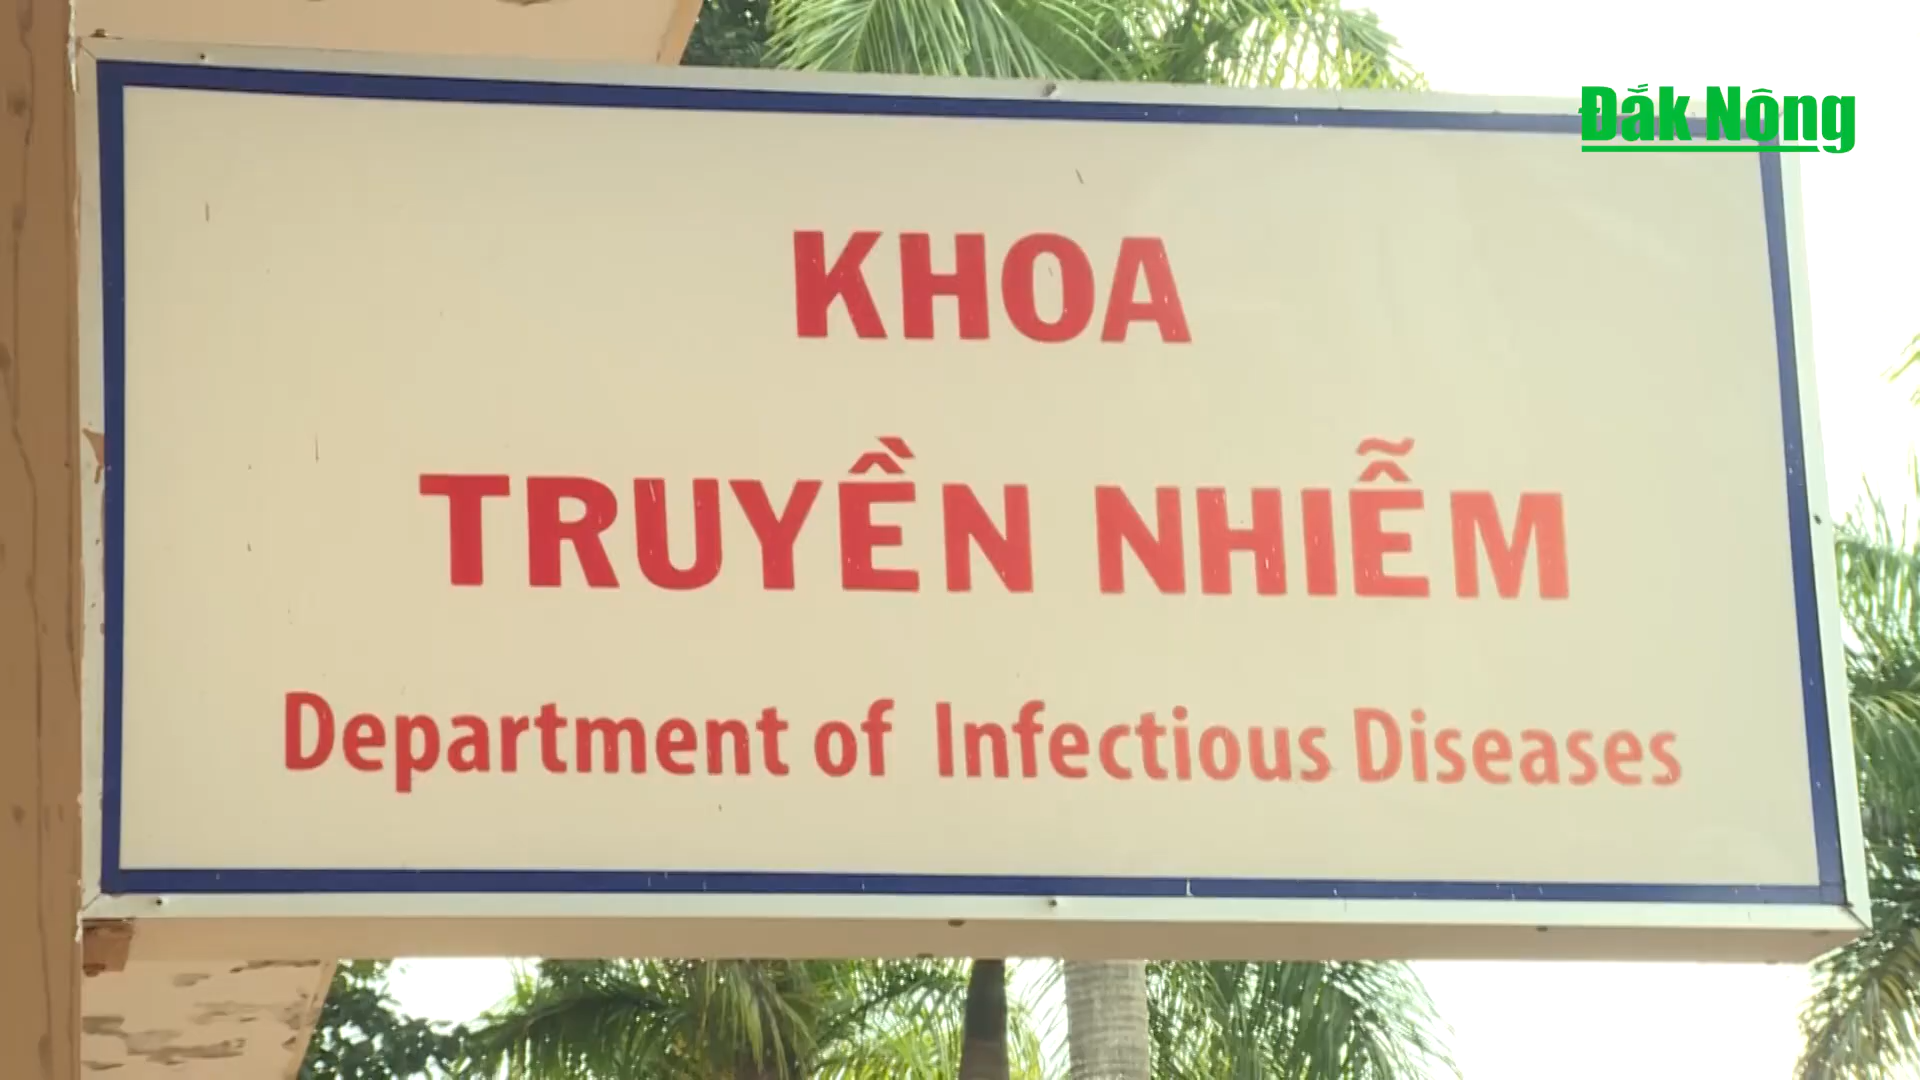 Đắk Nông
KHOA
TRUYỀN NHIỄM
Department of Infectious Diseases